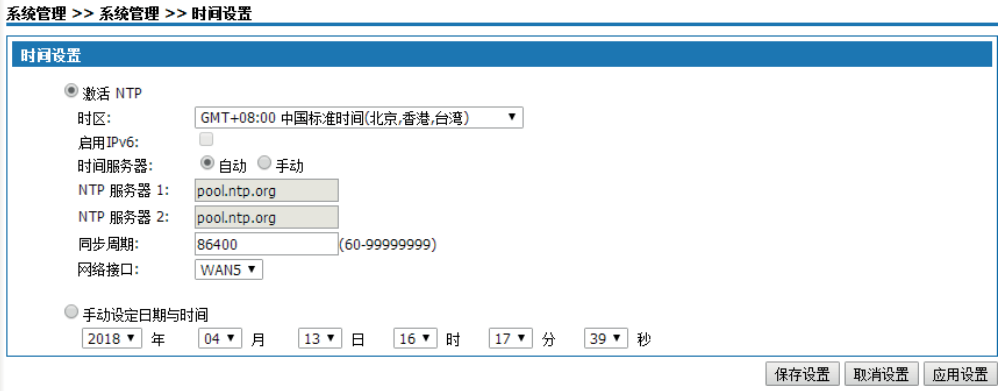 系统管理 >> 系统管理 >> 时间设置
时间设置
激活 NTP
时区: GMT+08:00 中国标准时间(北京,香港,台湾)
启用IPv6:
时间服务器: 自动 手动
NTP 服务器 1: pool.ntp.org
NTP 服务器 2: pool.ntp.org
同步周期: 86400 (60-99999999)
网络接口: WAN5
手动设定日期与时间
2018 年 04 月 13 日 16 时 17 分 39 秒
保存设置 取消设置 应用设置